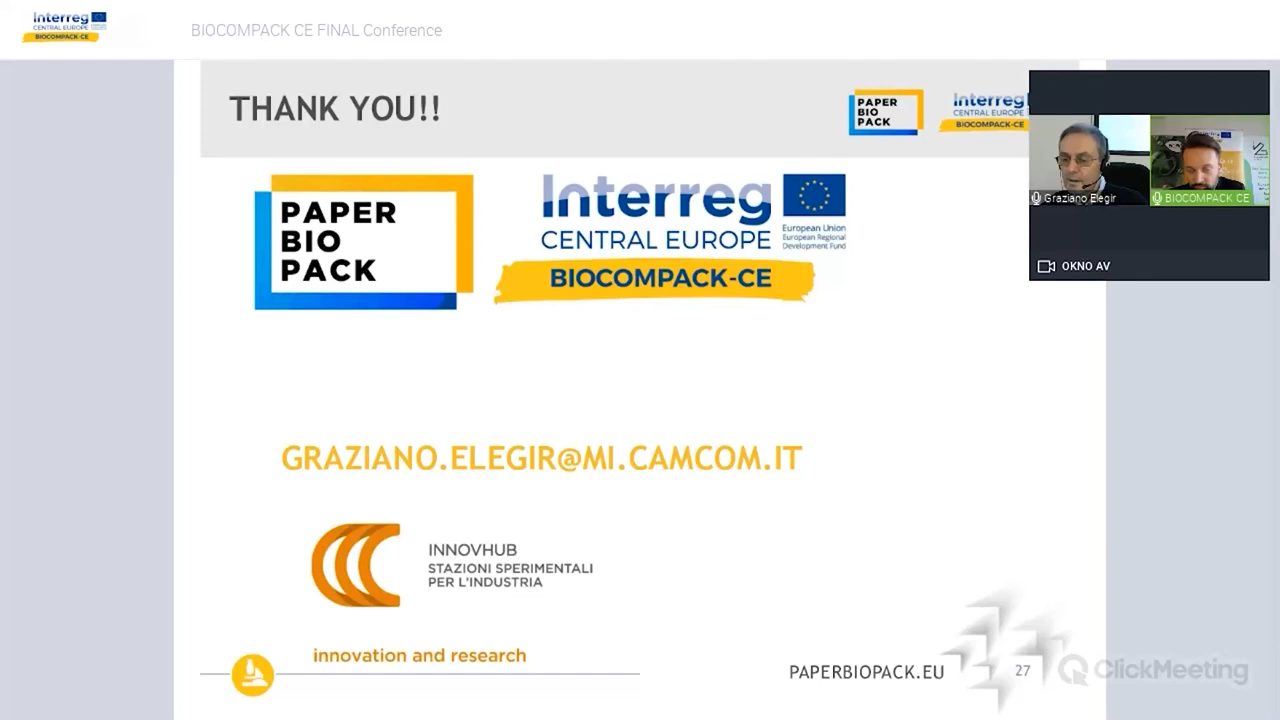 Interreg
CENTRAL EUROPE
BIOCOMPACK-CE
BIOCOMPACK CE FINAL Conference
THANK YOU!!
PAPER
BIO
PACK
Interreg
CENTRAL EUROPE
BIOCOMPACK-CE
Graziano Elegir
BIOCOMPACK CE
OKNO AV
PAPER
BIO
PACK
Interreg
CENTRAL EUROPE
European Union
European Regional
Development Fund
BIOCOMPACK-CE
GRAZIANO.ELEGIR@MI.CAMCOM.IT
INNOVHUB
STAZIONI SPERIMENTALI
PER L'INDUSTRIA
innovation and research
PAPERBIOPACK.EU
27
ClickMeeting